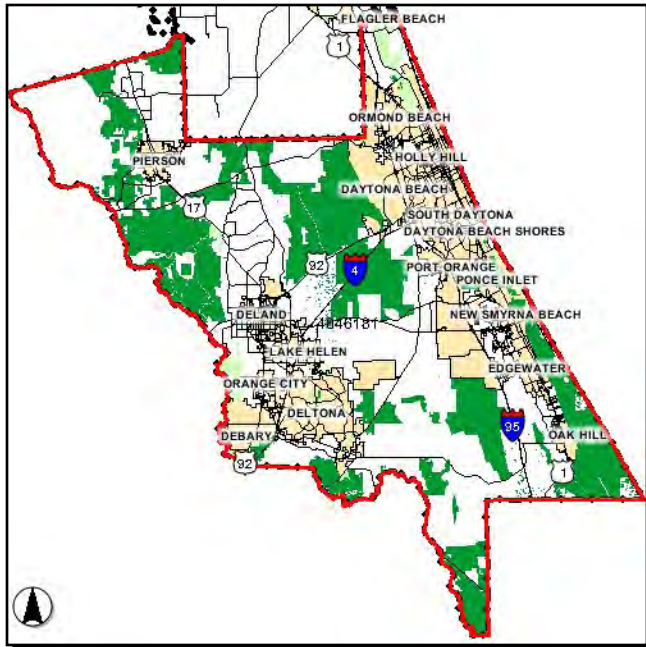 FLAGLER BEACH
1
ORMOND BEACH
HOLLY HILL
PIERSON
DAYTONA BEACH
17
SOUTH DAYTONA
DAYTONA BEACH SHORES
92
4
PORT ORANGE
PONCE INLET
DELAND
NEW SMYRNA BEACH
LAKE HELEN
EDGEWATER
ORANGE CITY
DELTONA
95
DEBARY
OAK HILL
92
1